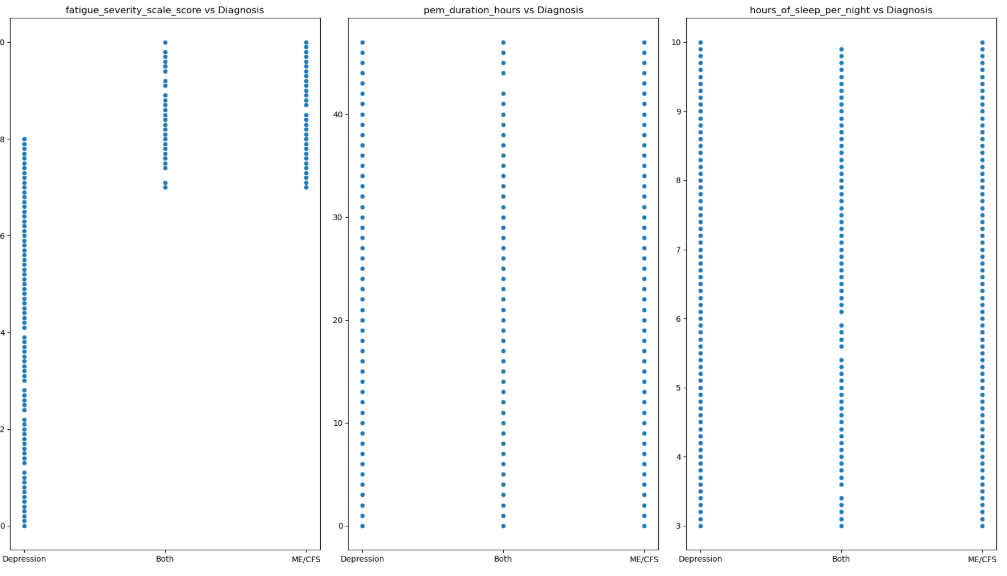 fatigue_severity_scale_score vs Diagnosis
0
8
6
4
2
0
Depression
Both
ME/CFS
pem_duration_hours vs Diagnosis
40
30
20
10
0
Depression
Both
ME/CFS
hours_of_sleep_per_night vs Diagnosis
10
9
8
7
6
5
4
3
Depression
Both
ME/CFS